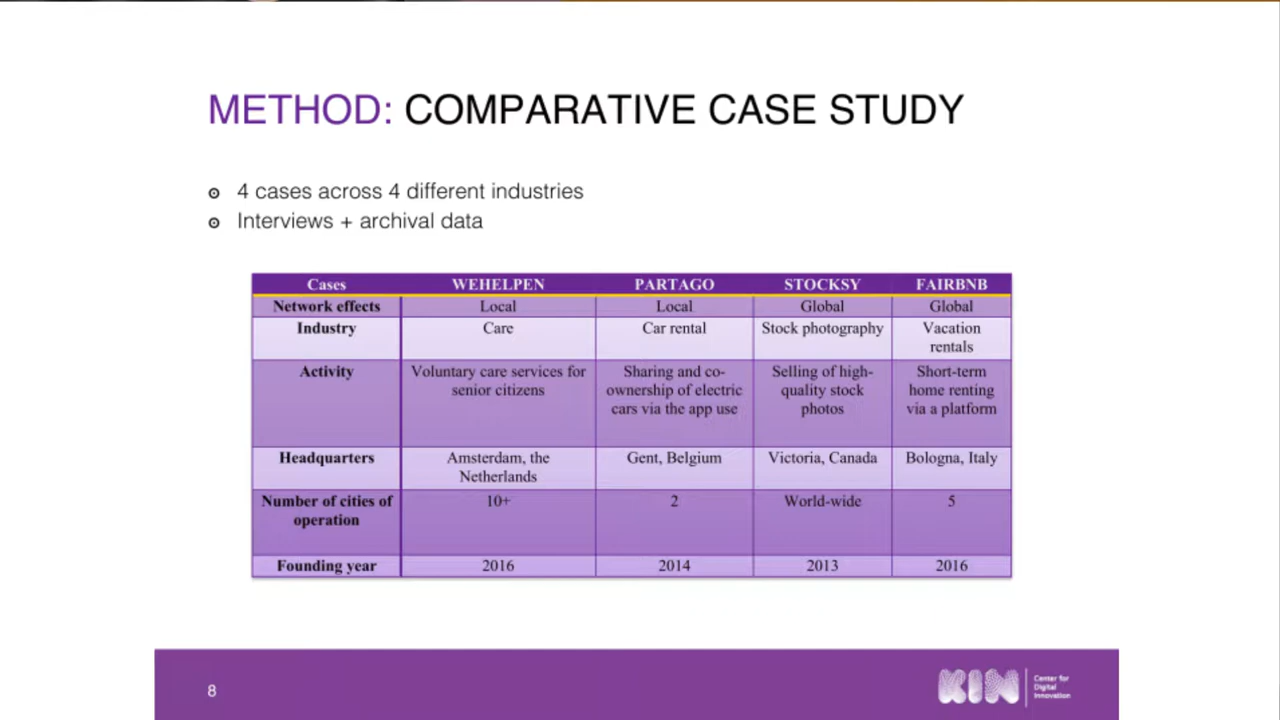 METHOD: COMPARATIVE CASE STUDY
4 cases across 4 different industries
Interviews + archival data
Cases WEHELPEN PARTAGO STOCKSY FAIRBNB
Network effects Local Local Global Global
Industry Care Car rental Stock photography Vacation
rentals
Activity Voluntary care services for Sharing and co- Selling of high- Short-term
senior citizens ownership of electric quality stock home renting
cars via the app use photos via a platform
Headquarters Amsterdam, the Gent, Belgium Victoria, Canada Bologna, Italy
Netherlands
Number of cities of 10+ 2 World-wide 5
operation
Founding year 2016 2014 2013 2016
8
KIN
Center for
Digital
Innovation